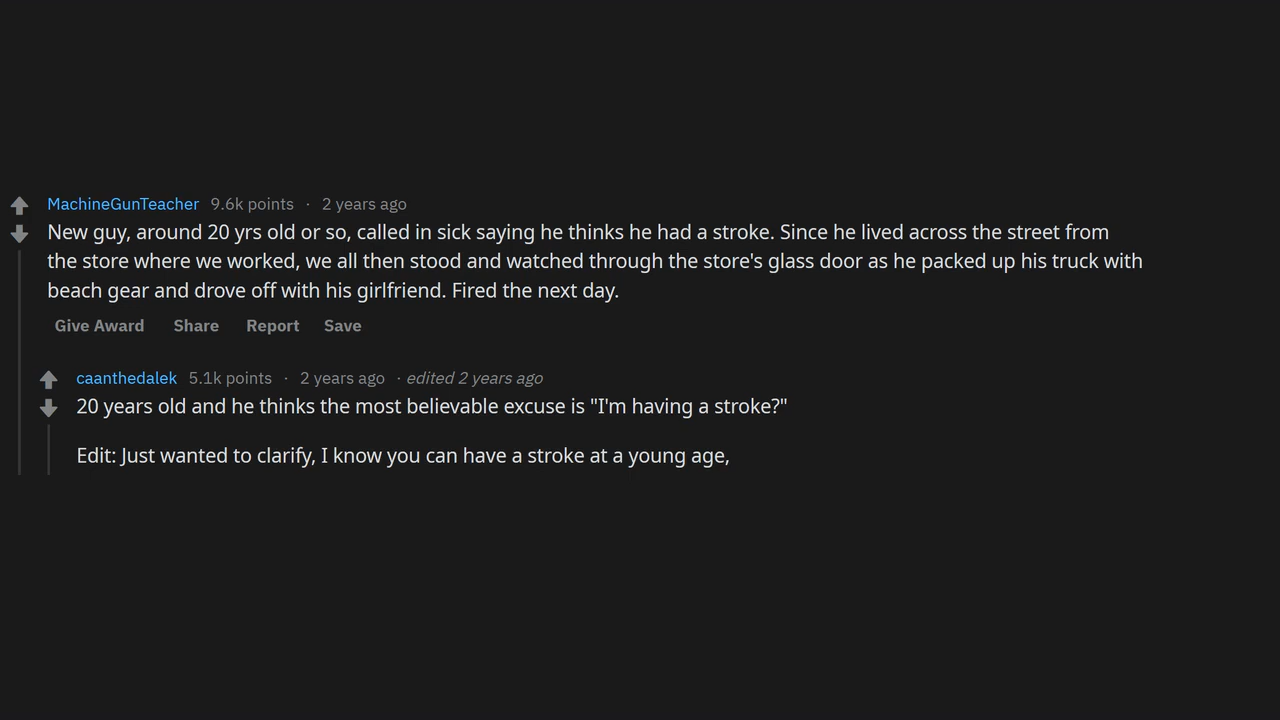 MachineGunTeacher 9.6k points · 2 years ago
New guy, around 20 yrs old or so, called in sick saying he thinks he had a stroke. Since he lived across the street from
the store where we worked, we all then stood and watched through the store's glass door as he packed up his truck with
beach gear and drove off with his girlfriend. Fired the next day.
Give Award Share Report Save
caanthedalek 5.1k points · 2 years ago · edited 2 years ago
20 years old and he thinks the most believable excuse is "I'm having a stroke?"
Edit: Just wanted to clarify, I know you can have a stroke at a young age,